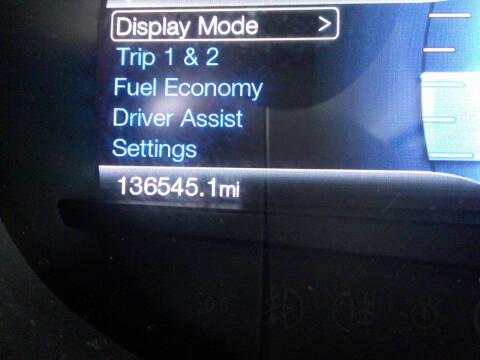 Display Mode >
Trip 1 & 2
Fuel Economy
Driver Assist
Settings
136545.1mi